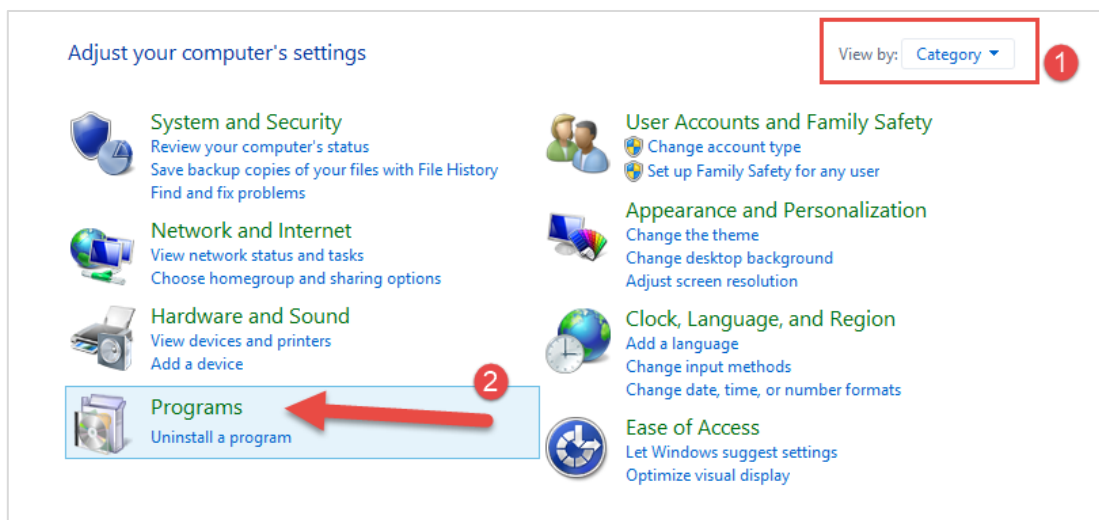 Adjust your computer's settings
View by: Category
1
System and Security
Review your computer's status
Save backup copies of your files with File History
Find and fix problems
Network and Internet
View network status and tasks
Choose homegroup and sharing options
Hardware and Sound
View devices and printers
Add a device
2
Programs
Uninstall a program
User Accounts and Family Safety
Change account type
Set up Family Safety for any user
Appearance and Personalization
Change the theme
Change desktop background
Adjust screen resolution
Clock, Language, and Region
Add a language
Change input methods
Change date, time, or number formats
Ease of Access
Let Windows suggest settings
Optimize visual display